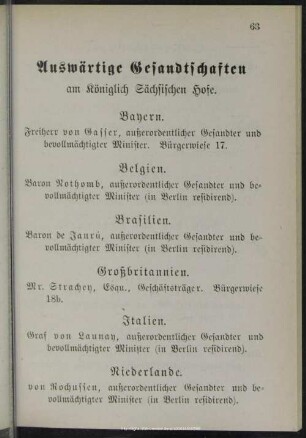 63
Auswärtige Gesandtschaften
am Königlich Sächsischen Hofe.
Bayern.
Freiherr von Gasser, außerordentlicher Gesandter und
bevollmächtigter Minister. Bürgerwiese 17.
Belgien.
Baron Nothomb, außerordentlicher Gesandter und be-
vollmächtigter Minister (in Berlin residirend).
Brasilien.
Baron de Jaurú, außerordentlicher Gesandter und be-
vollmächtigter Minister (in Berlin residirend).
Großbritannien.
Mr. Strachey, Esqu., Geschäftsträger. Bürgerwiese
18b.
Italien.
Graf von Launay, außerordentlicher Gesandter und
bevollmächtigter Minister (in Berlin residirend).
Niederlande.
von Rochussen, außerordentlicher Gesandter und be-
vollmächtigter Minister (in Berlin residirend).